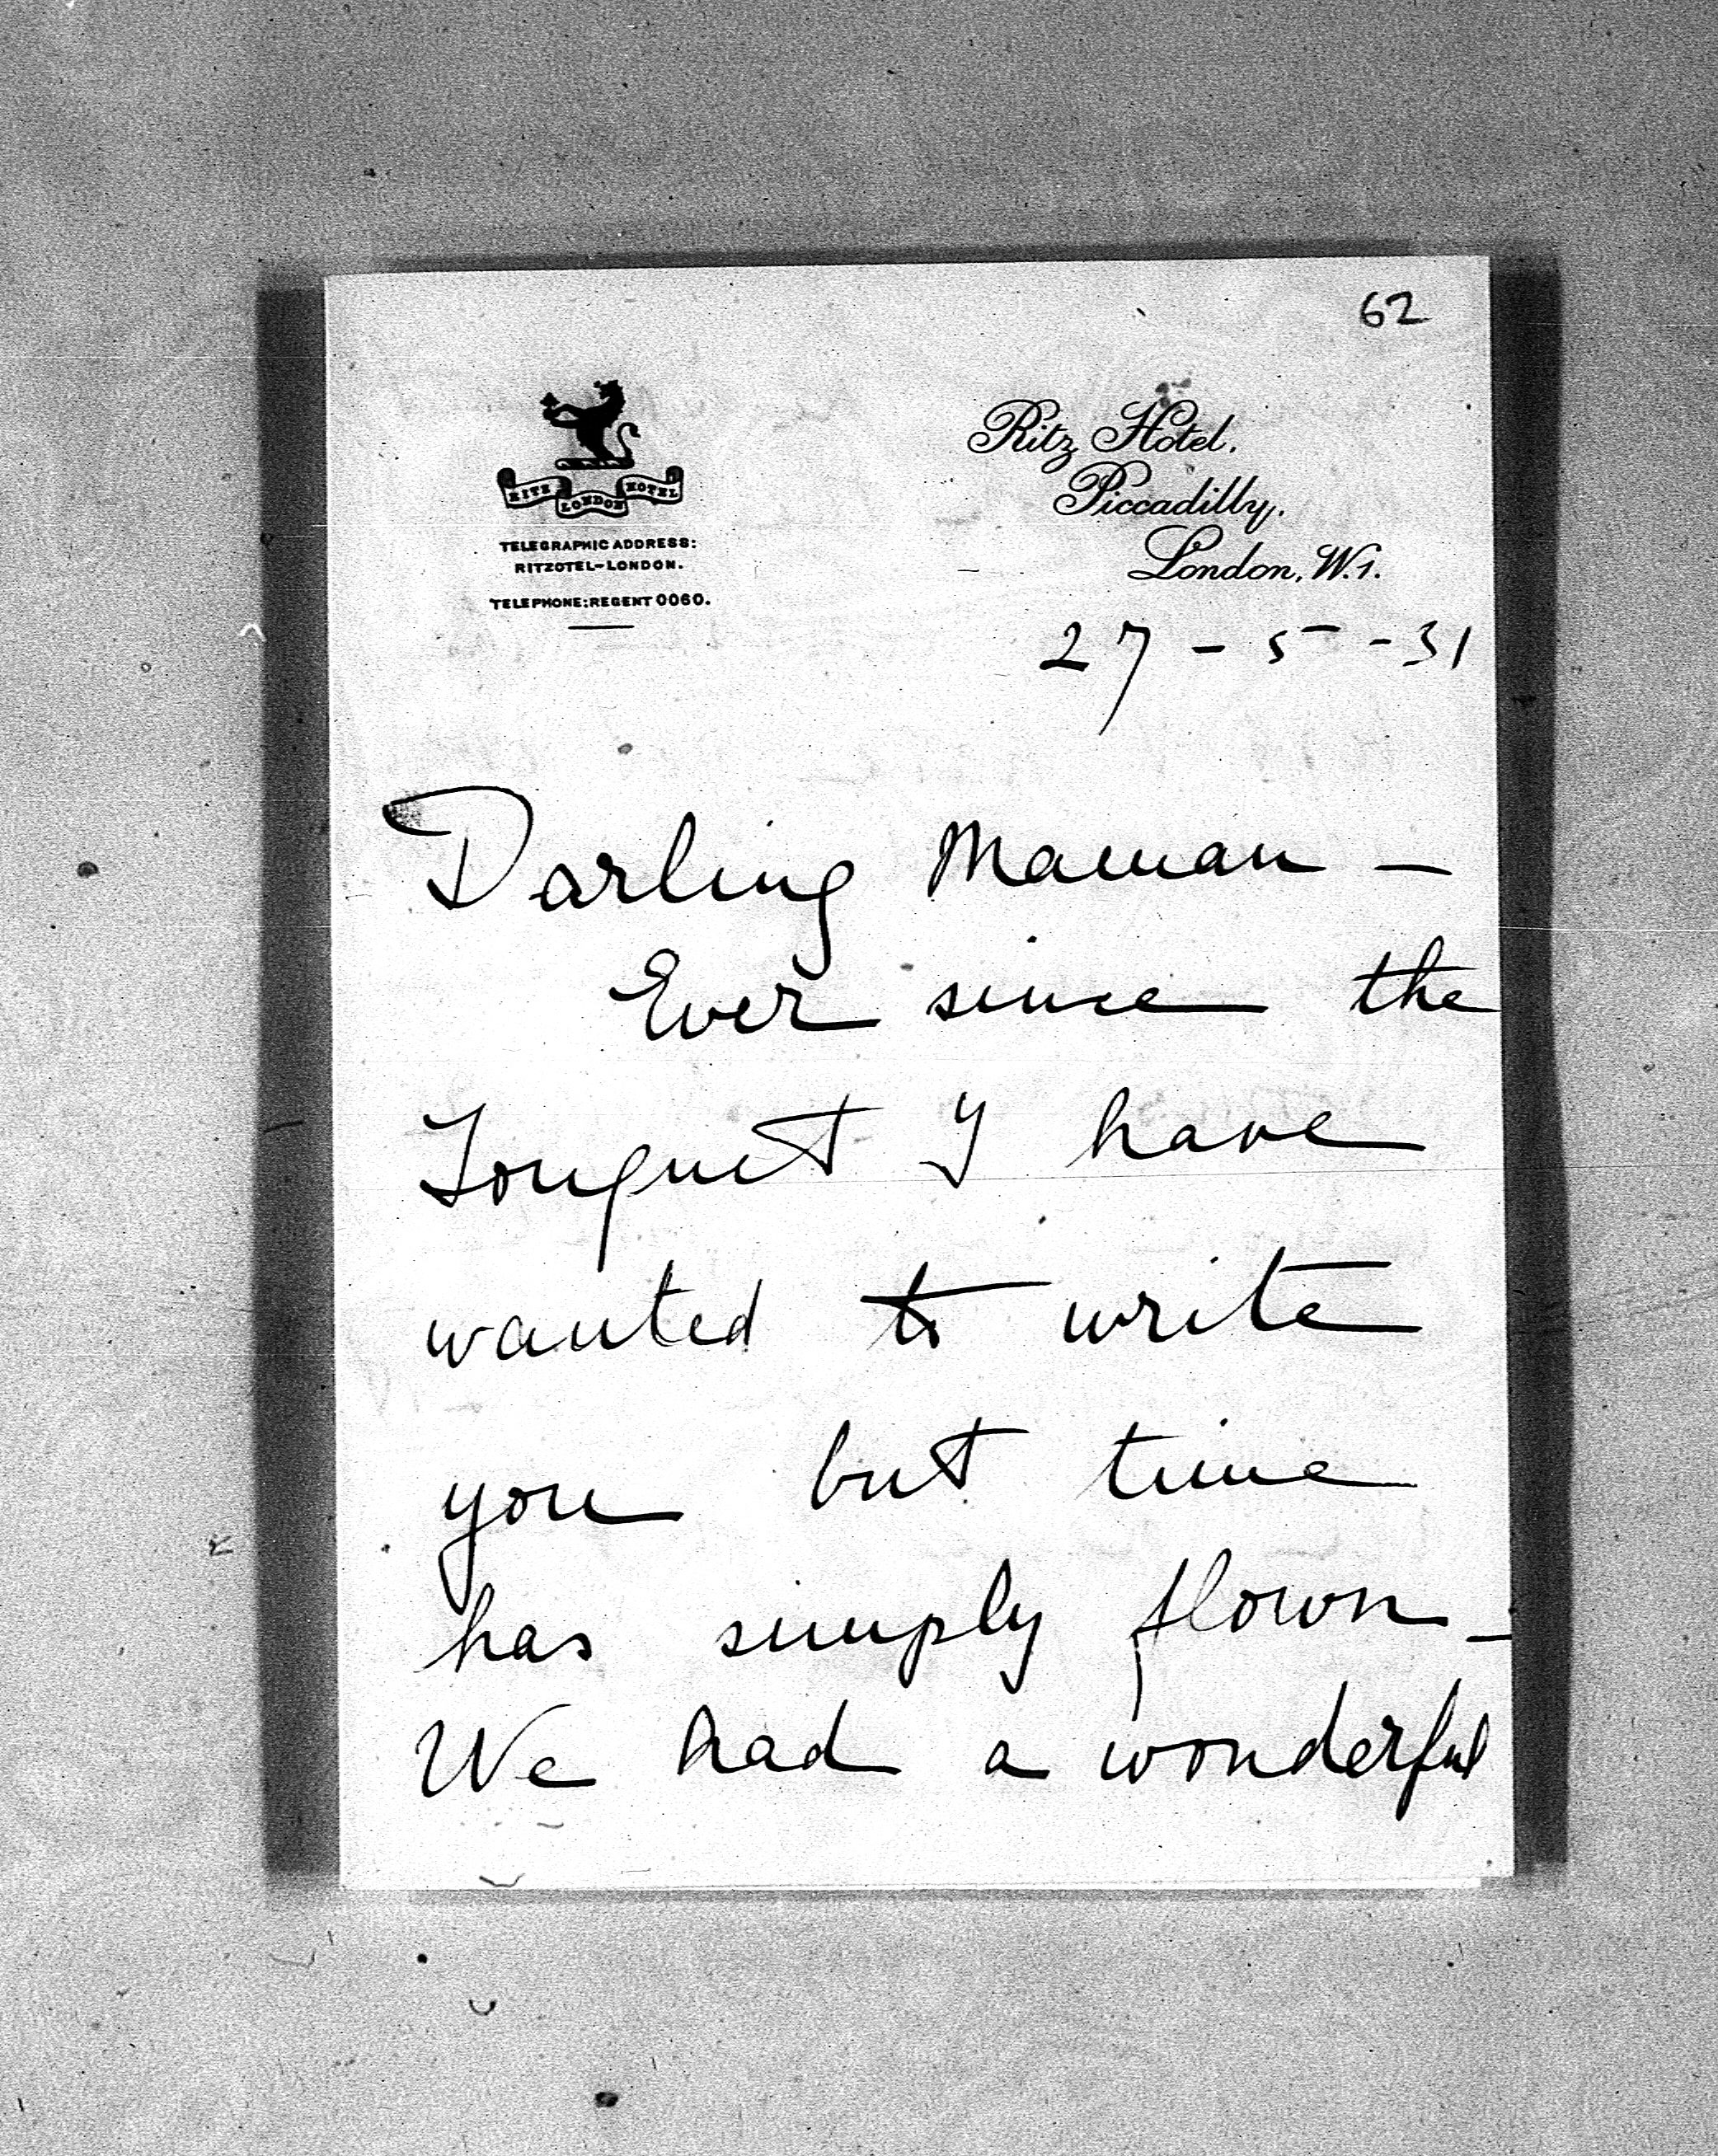 62
RITZ LONDON HOTEL
TELEGRAPHIC ADDRESS:
RITZOTEL-LONDON.
TELEPHONE: REGENT 0060.
Ritz Hotel,
Piccadilly,
London, W.1.
27 - 5 - 31
Darling Maman —
Ever since the
Touquet I have
wanted to write
you but time
has simply flown —
We had a wonderful